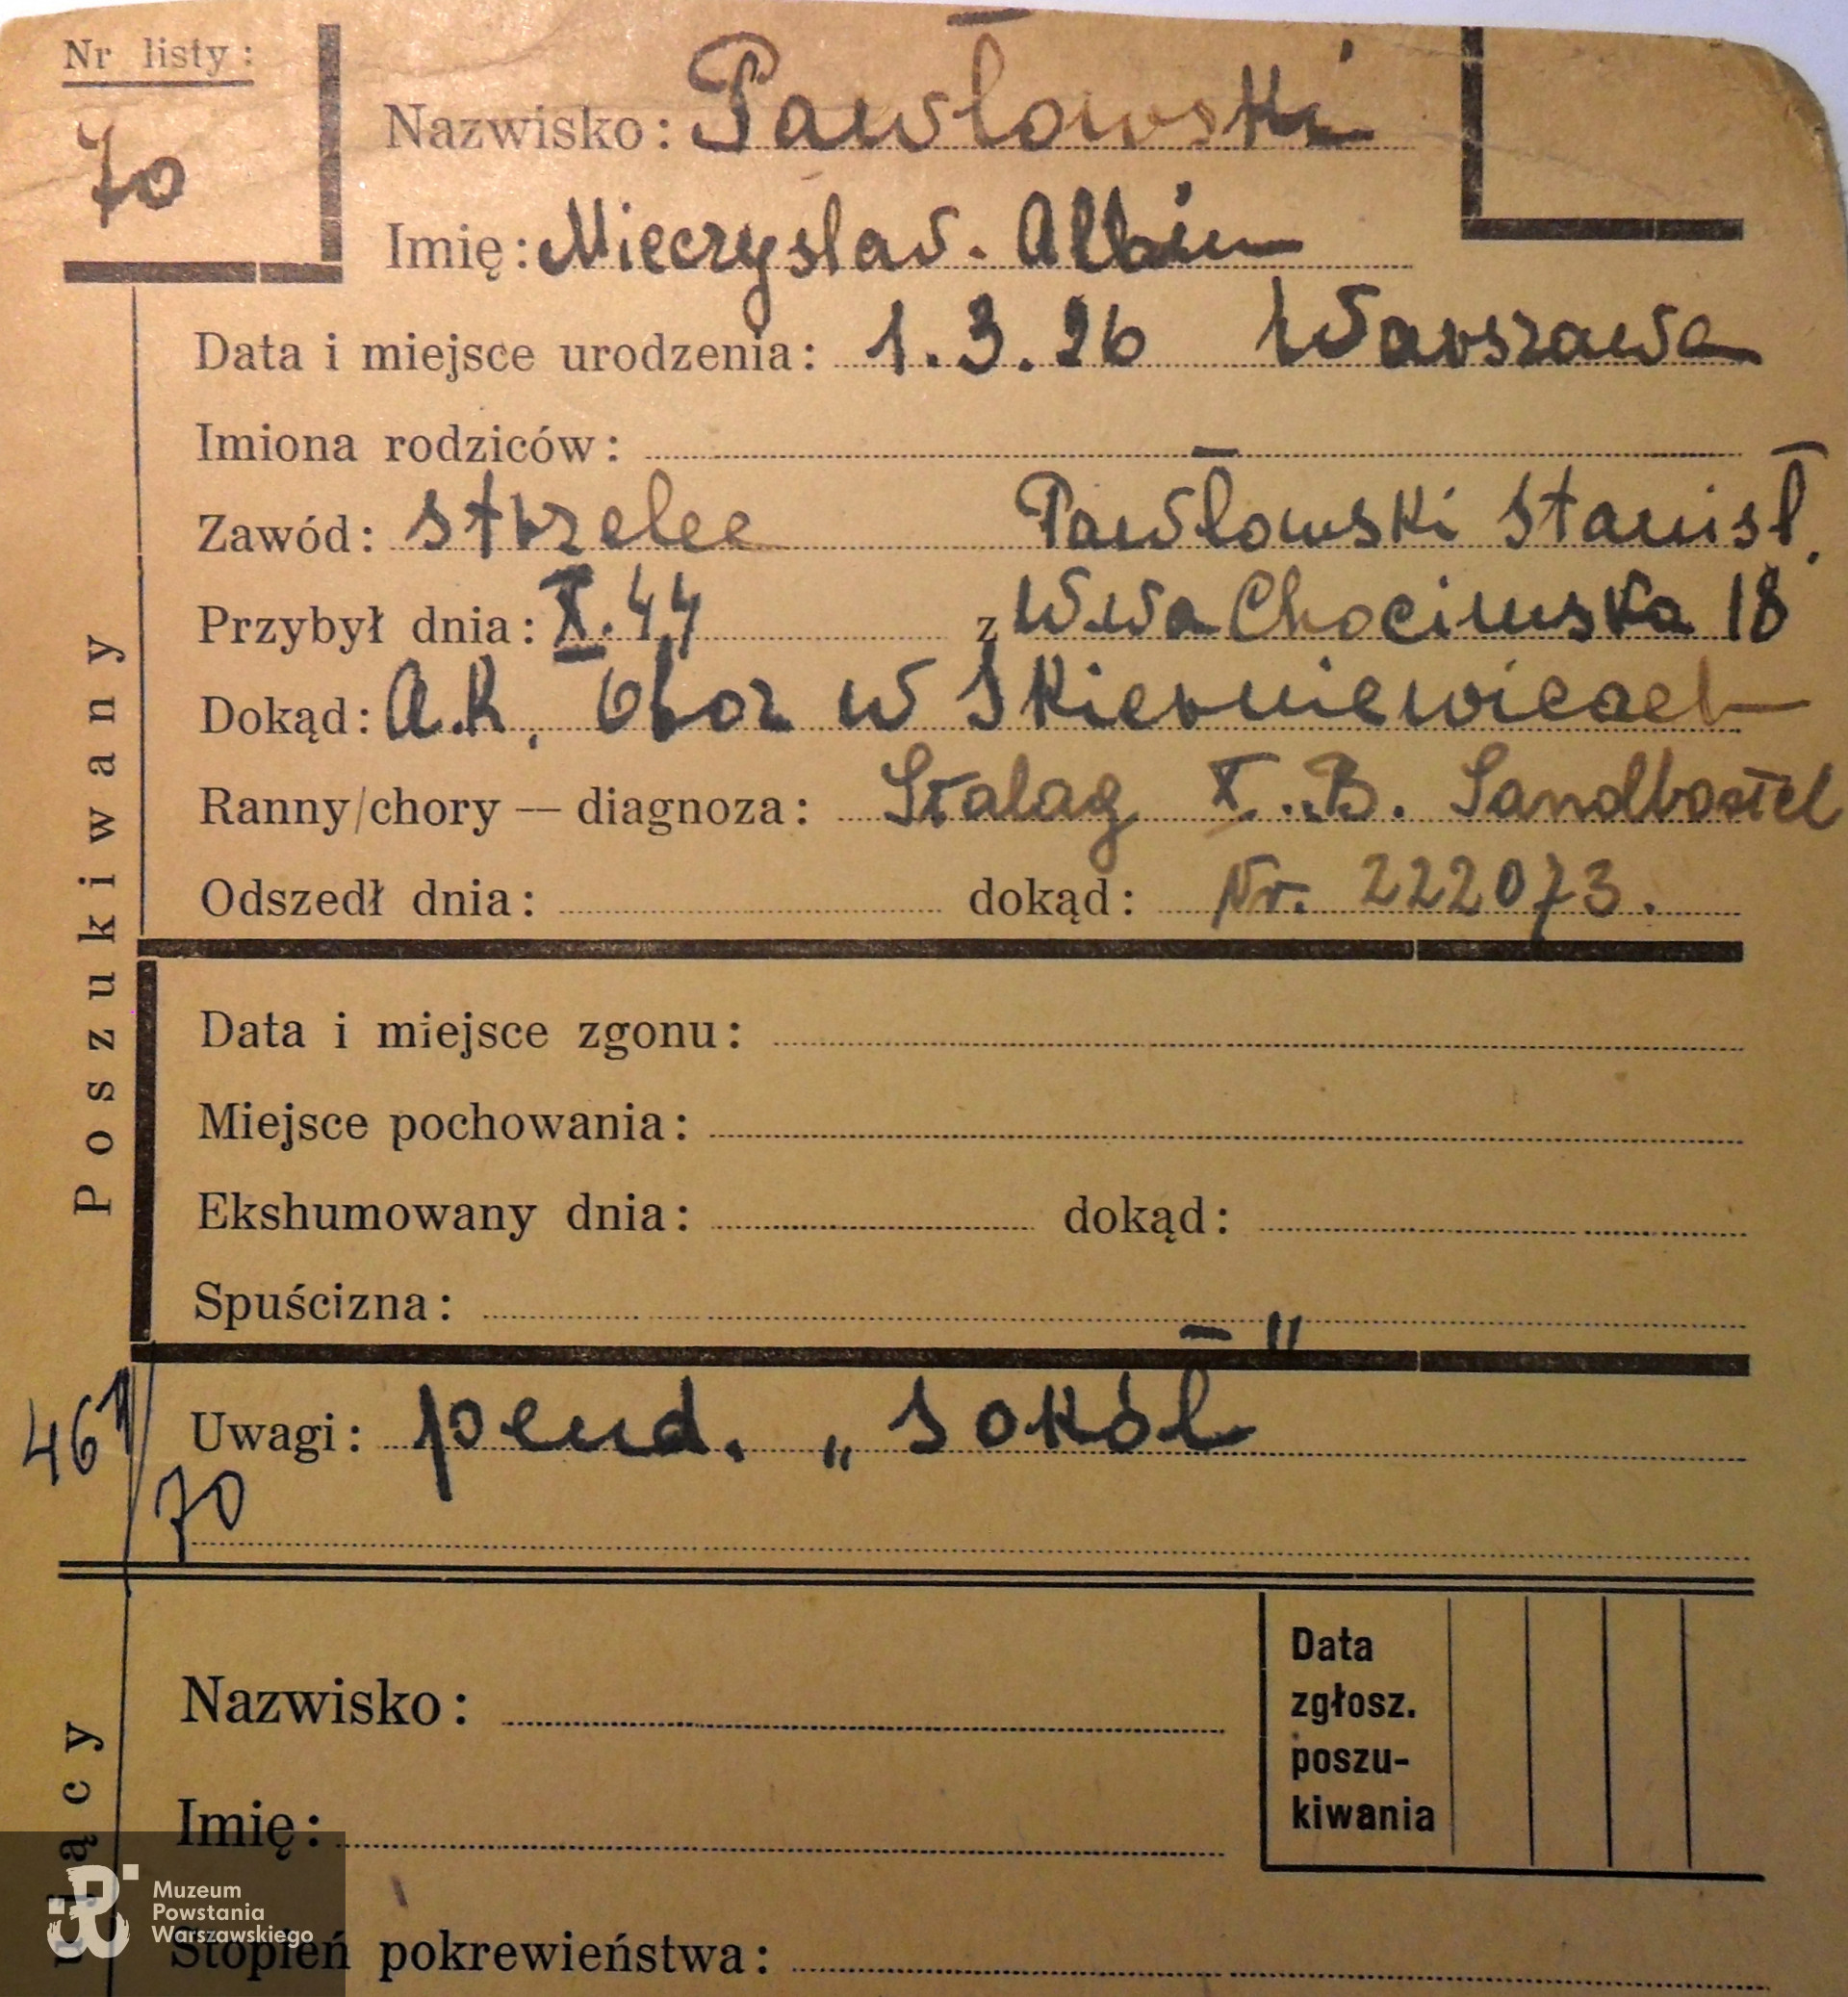 Nr listy:
70
Nazwisko: Pawłowski
Imię: Mieczysław. Albin
Data i miejsce urodzenia: 1.3.26 Warszawa
Imiona rodziców:
Zawód: strzelec Pawłowski Stanisł.
Przybył dnia: X.44 z W.wa Chocimska 18
Dokąd: A.K, Oboz w Skierniewicach
Ranny/chory — diagnoza: Stalag X.B. Sandbostel
Odszedł dnia: dokąd: Nr. 222073.
Poszukiwany
Data i miejsce zgonu:
Miejsce pochowania:
Ekshumowany dnia: dokąd:
Spuścizna:
Uwagi: pseud. „sokół"
461/70
Nazwisko:
Imię:
Data
zgłosz.
poszu-
kiwania
Stopień pokrewieństwa:
ukący
Muzeum
Powstania
Warszawskiego